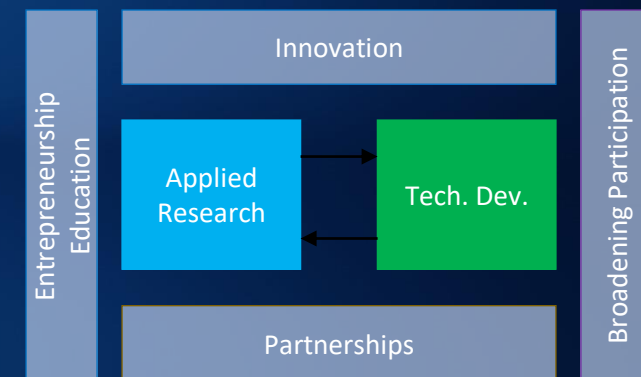 Innovation
Entrepreneurship
Education
Applied
Research
Tech. Dev.
Broadening Participation
Partnerships